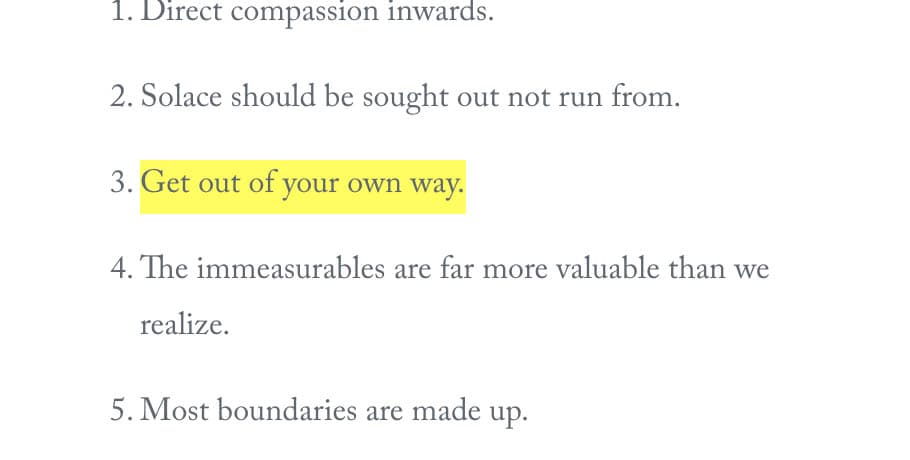 1. Direct compassion inwards.
2. Solace should be sought out not run from.
3. Get out of your own way.
4. The immeasurables are far more valuable than we
realize.
5. Most boundaries are made up.